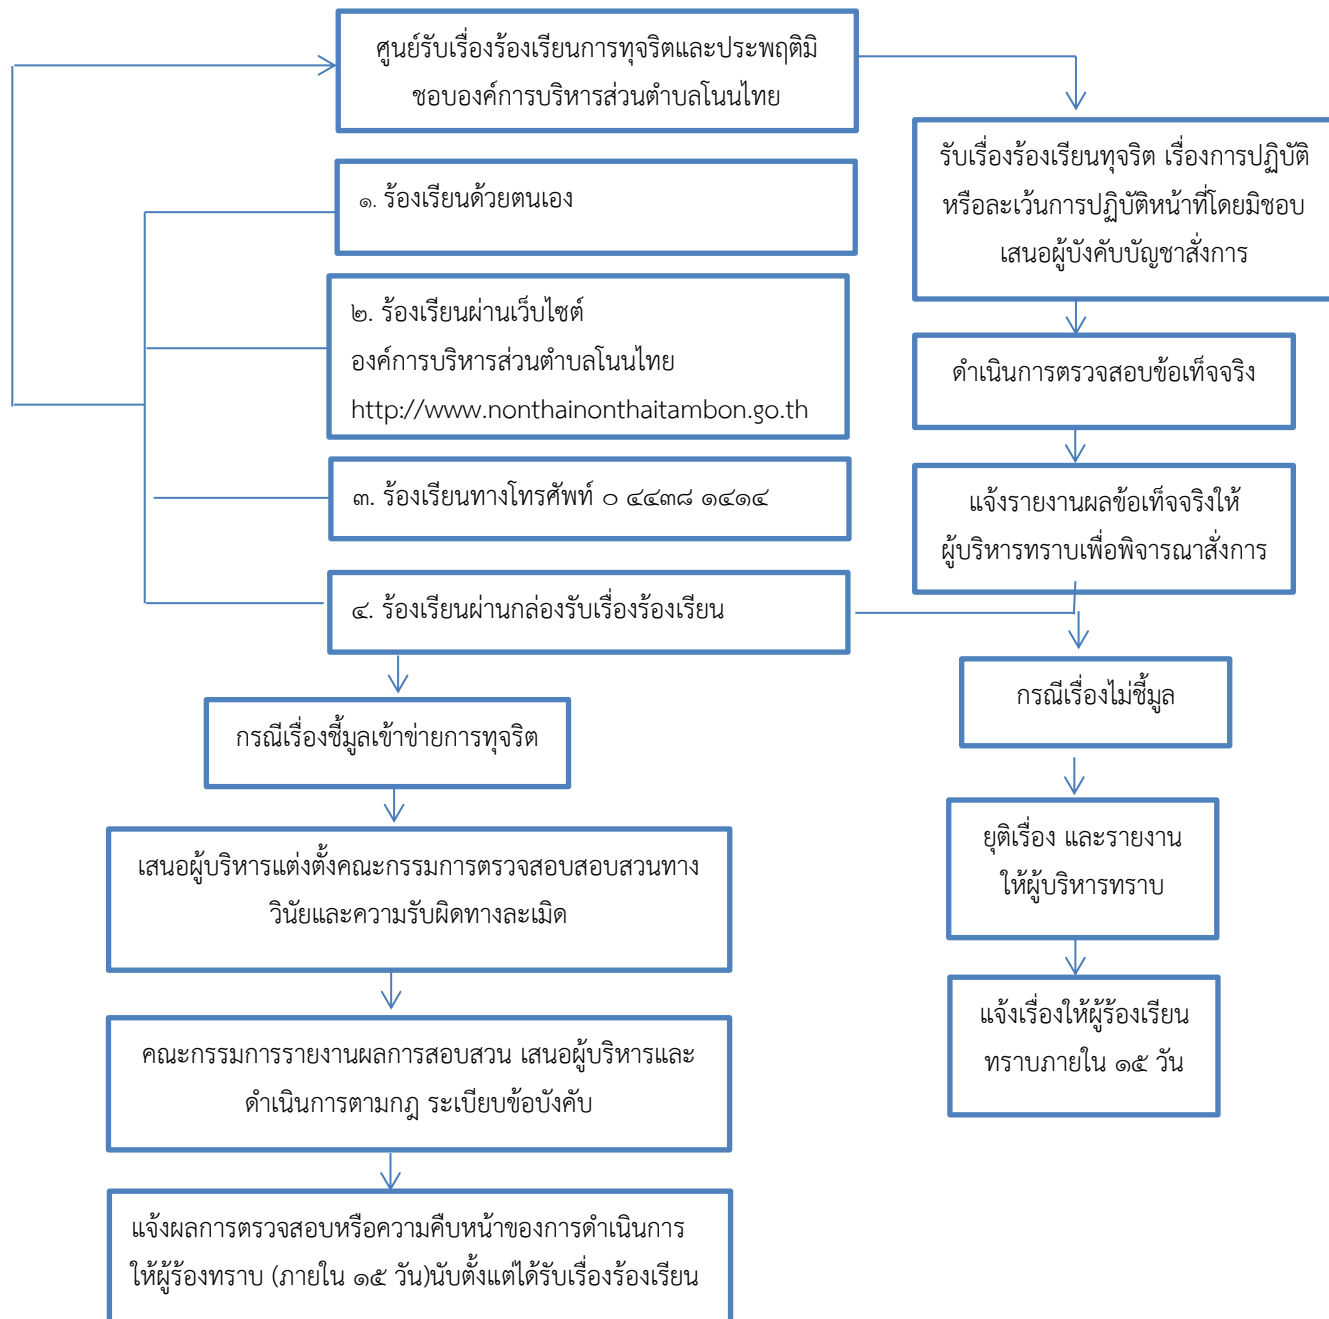 ศูนย์รับเรื่องร้องเรียนการทุจริตและประพฤติมิ
ชอบองค์การบริหารส่วนตำบลโนนไทย
รับเรื่องร้องเรียนทุจริต เรื่องการปฏิบัติ
หรือละเว้นการปฏิบัติหน้าที่โดยมิชอบ
เสนอผู้บังคับบัญชาสั่งการ
๑. ร้องเรียนด้วยตนเอง
๒. ร้องเรียนผ่านเว็บไซต์
องค์การบริหารส่วนตำบลโนนไทย
http://www.nonthainonthaitambon.go.th
ดำเนินการตรวจสอบข้อเท็จจริง
๓. ร้องเรียนทางโทรศัพท์ ๐ ๔๔๓๘ ๑๔๑๔
แจ้งรายงานผลข้อเท็จจริงให้
ผู้บริหารทราบเพื่อพิจารณาสั่งการ
๔. ร้องเรียนผ่านกล่องรับเรื่องร้องเรียน
กรณีเรื่องไม่ชี้มูล
กรณีเรื่องชี้มูลเข้าข่ายการทุจริต
ยุติเรื่อง และรายงาน
ให้ผู้บริหารทราบ
เสนอผู้บริหารแต่งตั้งคณะกรรมการตรวจสอบสอบสวนทาง
วินัยและความรับผิดทางละเมิด
แจ้งเรื่องให้ผู้ร้องเรียน
ทราบภายใน ๑๕ วัน
คณะกรรมการรายงานผลการสอบสวน เสนอผู้บริหารและ
ดำเนินการตามกฎ ระเบียบข้อบังคับ
แจ้งผลการตรวจสอบหรือความคืบหน้าของการดำเนินการ
ให้ผู้ร้องทราบ (ภายใน ๑๕ วัน)นับตั้งแต่ได้รับเรื่องร้องเรียน